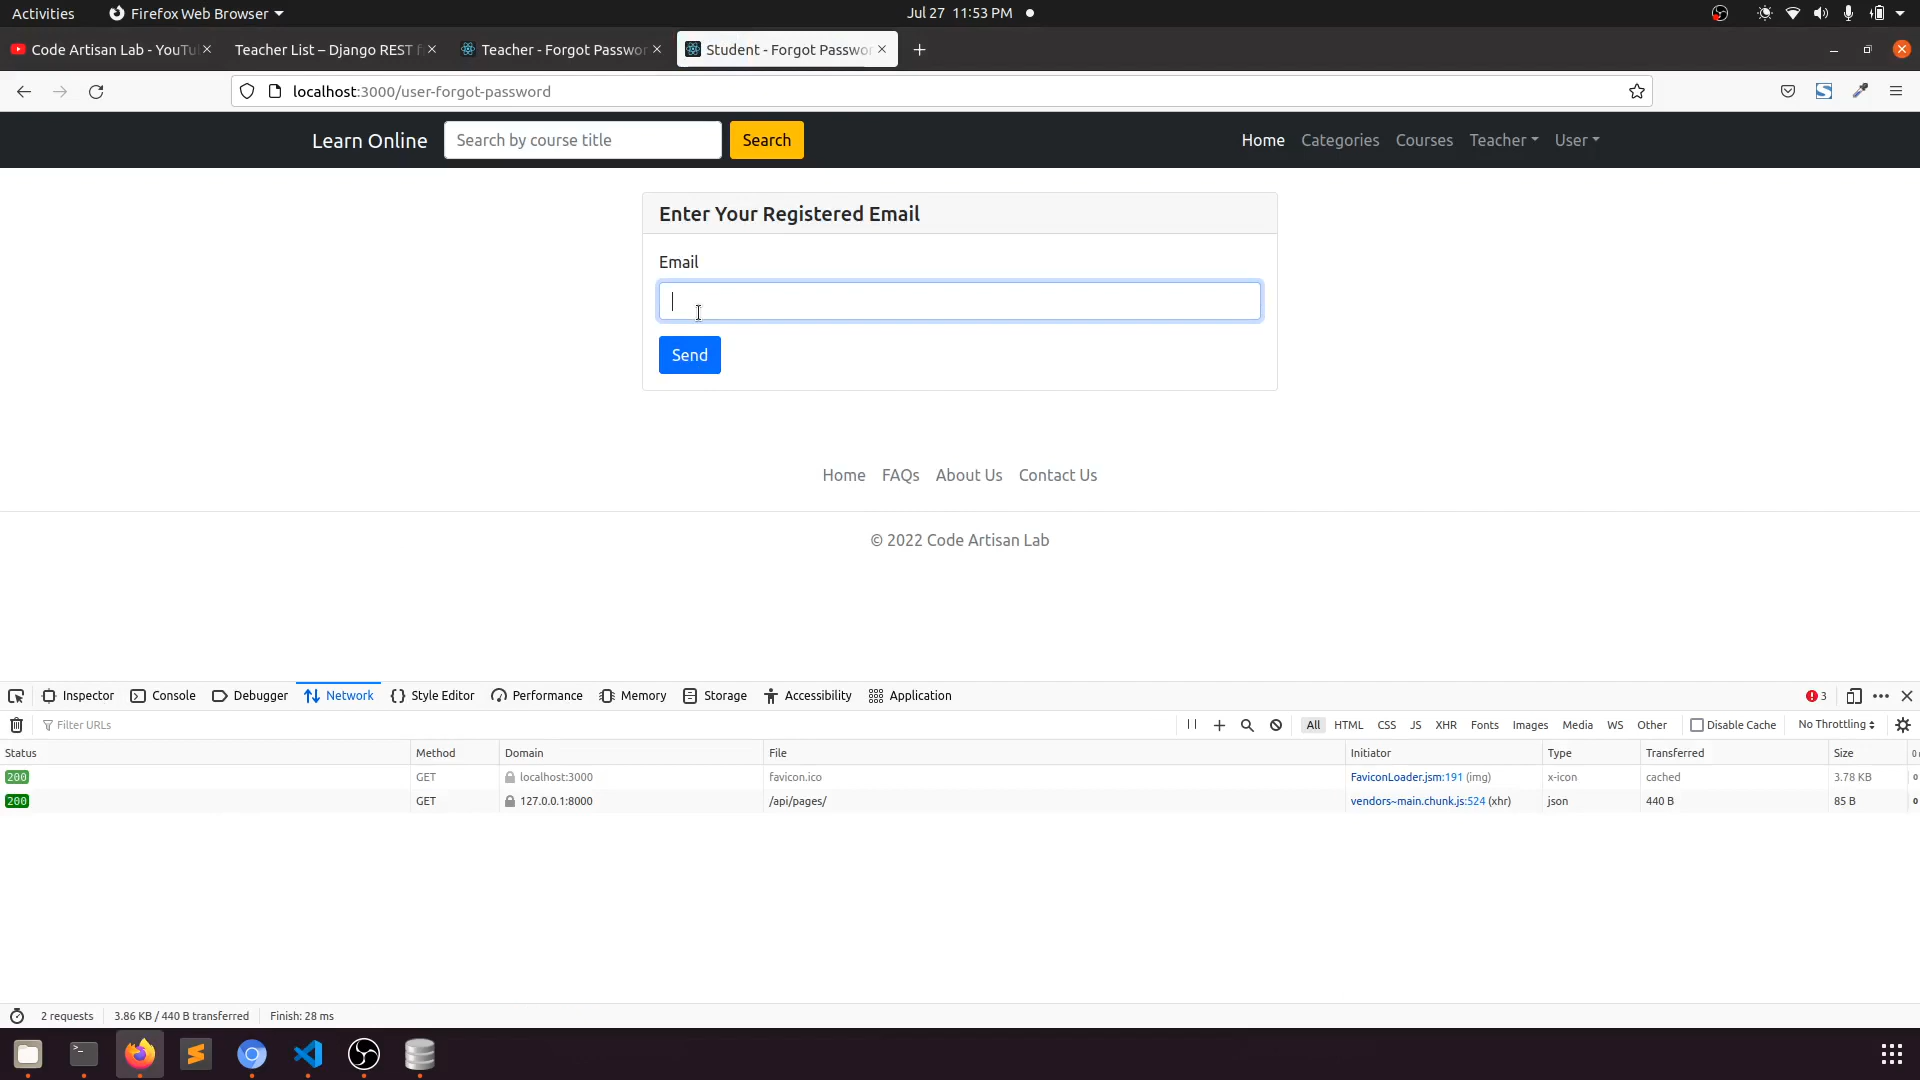 Activities
Firefox Web Browser
Jul 27 11:53 PM
Code Artisan Lab - YouTu
Teacher List – Django REST f
Teacher - Forgot Passwor
Student - Forgot Passwor
localhost:3000/user-forgot-password
Learn Online
Search by course title
Search
Home
Categories
Courses
Teacher
User
Enter Your Registered Email
Email
Send
Home
FAQs
About Us
Contact Us
© 2022 Code Artisan Lab
Inspector
Console
Debugger
Network
Style Editor
Performance
Memory
Storage
Accessibility
Application
3
Filter URLs
All
HTML
CSS
JS
XHR
Fonts
Images
Media
WS
Other
Disable Cache
No Throttling
Status
Method
Domain
File
Initiator
Type
Transferred
Size
200
GET
localhost:3000
favicon.ico
FaviconLoader.jsm:191 (img)
x-icon
cached
3.78 KB
200
GET
127.0.0.1:8000
/api/pages/
vendors~main.chunk.js:524 (xhr)
json
440 B
85 B
2 requests
3.86 KB / 440 B transferred
Finish: 28 ms